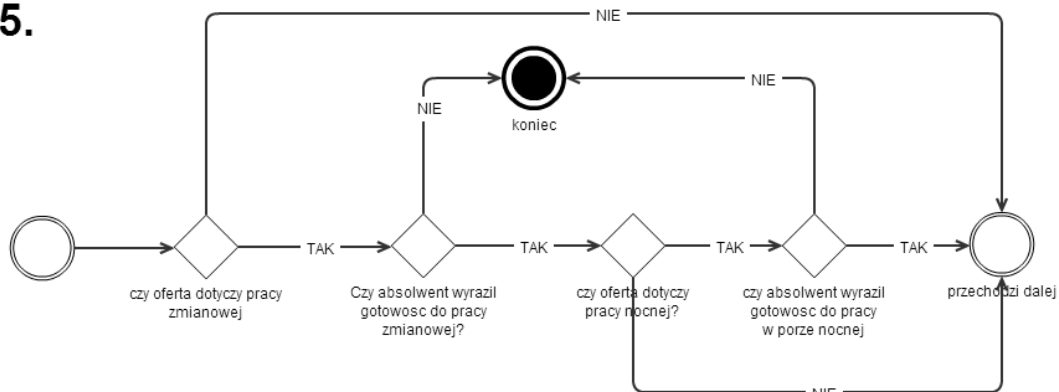 5.
NIE
NIE
NIE
koniec
TAK
TAK
TAK
TAK
czy oferta dotyczy pracy
zmianowej
Czy absolwent wyrazil
gotowosc do pracy
zmianowej?
czy oferta dotyczy
pracy nocnej?
czy absolwent wyraził
gotowosc do pracy
w porze nocnej
przechodzi dalej
NIE